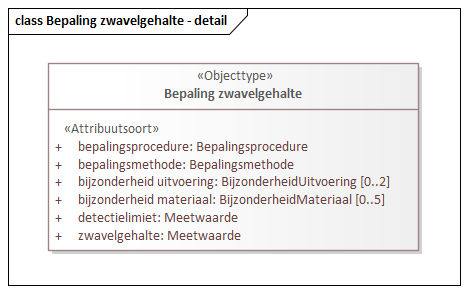 class Bepaling zwavelgehalte - detail
«Objecttype»
Bepaling zwavelgehalte
«Attribuutsoort»
+ bepalingsprocedure: Bepalingsprocedure
+ bepalingsmethode: Bepalingsmethode
+ bijzonderheid uitvoering: BijzonderheidUitvoering [0..2]
+ bijzonderheid materiaal: BijzonderheidMateriaal [0..5]
+ detectielimiet: Meetwaarde
+ zwavelgehalte: Meetwaarde